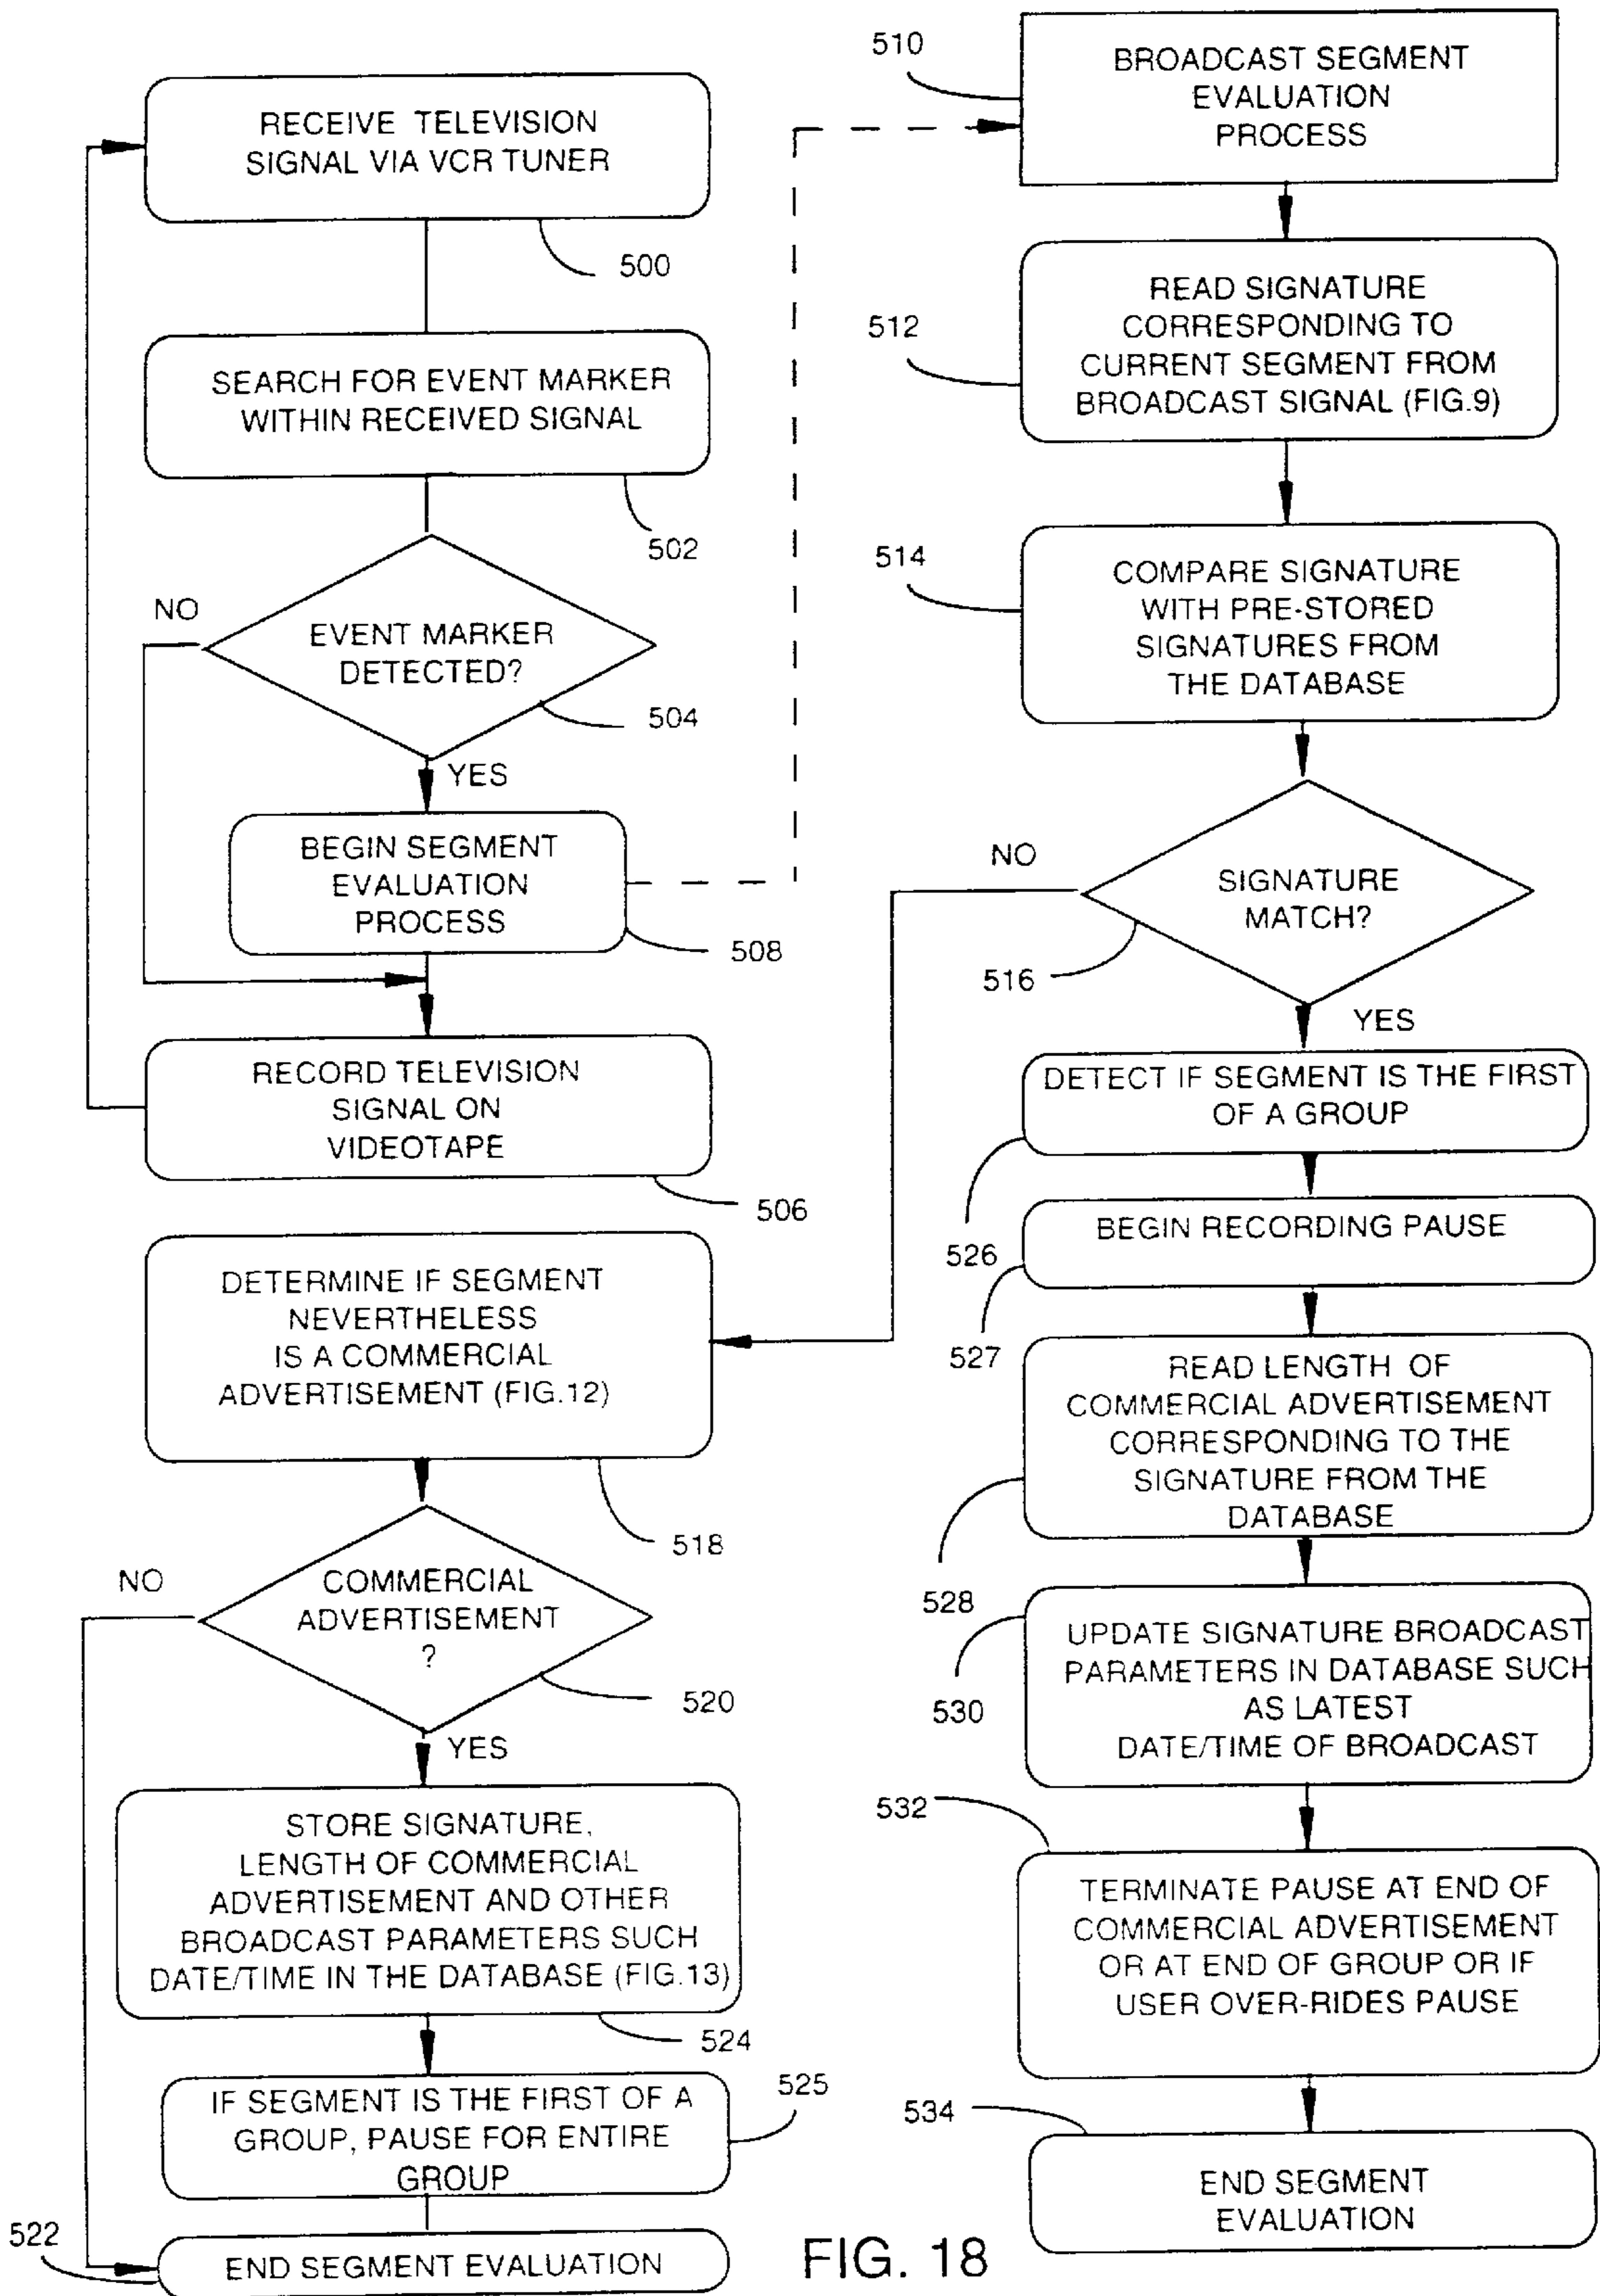 RECEIVE TELEVISION
SIGNAL VIA VCR TUNER
500
SEARCH FOR EVENT MARKER
WITHIN RECEIVED SIGNAL
502
NO
EVENT MARKER
DETECTED?
504
YES
BEGIN SEGMENT
EVALUATION
PROCESS
508
RECORD TELEVISION
SIGNAL ON
VIDEOTAPE
506
DETERMINE IF SEGMENT
NEVERTHELESS
IS A COMMERCIAL
ADVERTISEMENT (FIG.12)
518
NO
COMMERCIAL
ADVERTISEMENT
?
520
YES
STORE SIGNATURE,
LENGTH OF COMMERCIAL
ADVERTISEMENT AND OTHER
BROADCAST PARAMETERS SUCH
DATE/TIME IN THE DATABASE (FIG.13)
524
IF SEGMENT IS THE FIRST OF A
GROUP, PAUSE FOR ENTIRE
GROUP
525
522
END SEGMENT EVALUATION
510
BROADCAST SEGMENT
EVALUATION
PROCESS
512
READ SIGNATURE
CORRESPONDING TO
CURRENT SEGMENT FROM
BROADCAST SIGNAL (FIG.9)
514
COMPARE SIGNATURE
WITH PRE-STORED
SIGNATURES FROM
THE DATABASE
NO
SIGNATURE
MATCH?
516
YES
DETECT IF SEGMENT IS THE FIRST
OF A GROUP
526
BEGIN RECORDING PAUSE
527
READ LENGTH OF
COMMERCIAL ADVERTISEMENT
CORRESPONDING TO THE
SIGNATURE FROM THE
DATABASE
528
UPDATE SIGNATURE BROADCAST
PARAMETERS IN DATABASE SUCH
AS LATEST
DATE/TIME OF BROADCAST
530
532
TERMINATE PAUSE AT END OF
COMMERCIAL ADVERTISEMENT
OR AT END OF GROUP OR IF
USER OVER-RIDES PAUSE
534
END SEGMENT
EVALUATION
FIG. 18